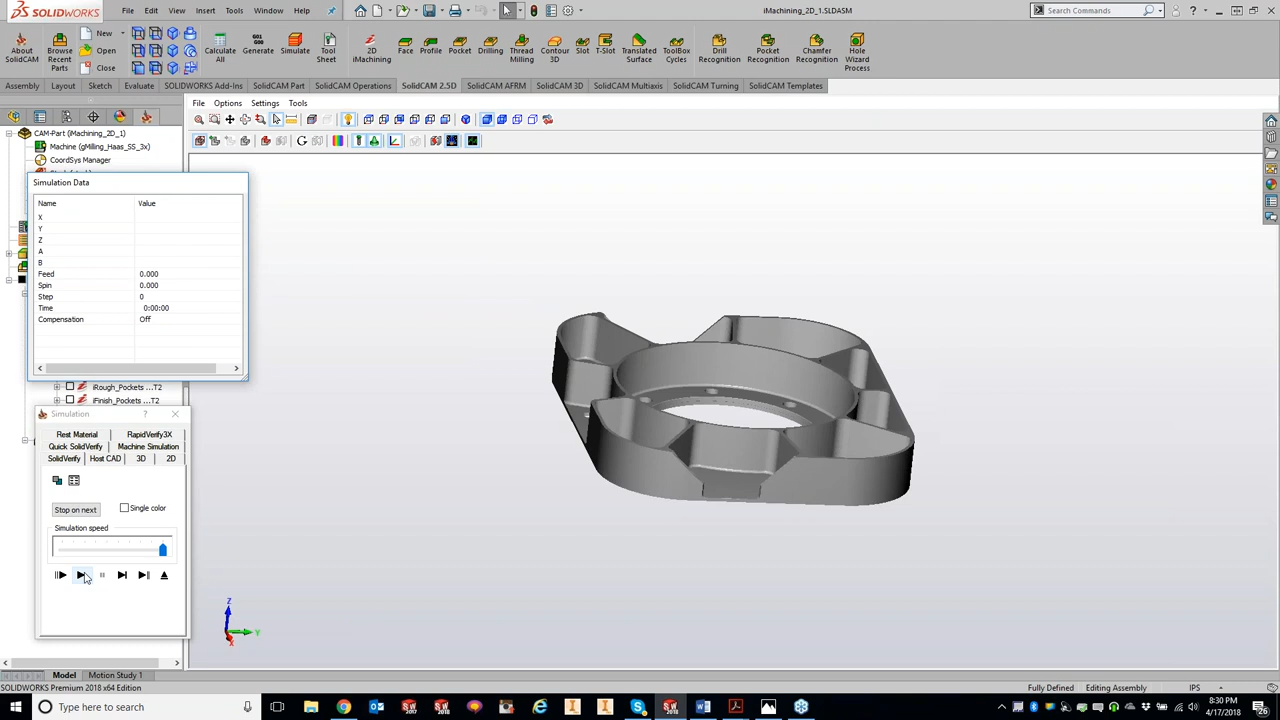 SOLIDWORKS File Edit View Insert Tools Window Help iMachining_2D_1.SLDASM Search Commands
About SolidCAM
Browse Recent Parts
New
Open
Close
Calculate All
Generate
Simulate
Tool Sheet
2D iMachining
Face
Profile
Pocket
Drilling
Thread Milling
Contour 3D
Slot
T-Slot
Translated Surface
ToolBox Cycles
Drill Recognition
Pocket Recognition
Chamfer Recognition
Hole Wizard Process
Assembly Layout Sketch Evaluate SOLIDWORKS Add-Ins SolidCAM Part SolidCAM Operations SolidCAM 2.5D SolidCAM AFRM SolidCAM 3D SolidCAM Multiaxis SolidCAM Turning SolidCAM Templates
File Options Settings Tools
CAM-Part (iMachining_2D_1)
Machine (gMilling_Haas_SS_3x)
CoordSys Manager
Simulation Data
Name Value
X
Y
Z
A
B
Feed 0.000
Spin 0.000
Step 0
Time 0:00:00
Compensation Off
iRough_Pockets ...T2
iFinish_Pockets ...T2
Simulation ?
Rest Material RapidVerify3X
Quick SolidVerify Machine Simulation
SolidVerify Host CAD 3D 2D
Stop on next Single color
Simulation speed
Z
Y
X
Model Motion Study 1
SOLIDWORKS Premium 2018 x64 Edition Fully Defined Editing Assembly IPS
Type here to search 8:30 PM
4/17/2018